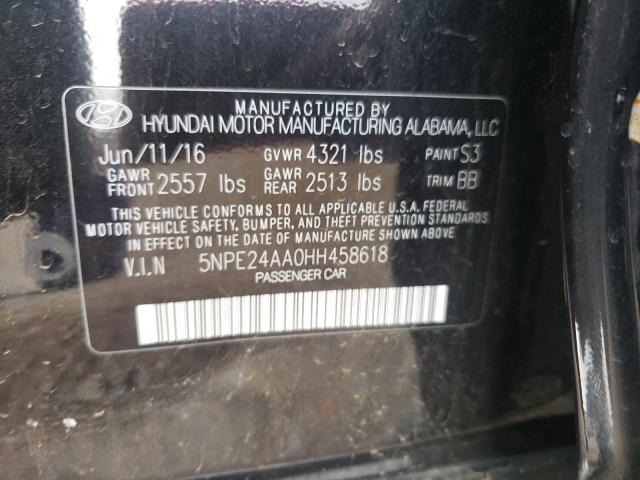 MANUFACTURED BY
HYUNDAI MOTOR MANUFACTURING ALABAMA, LLC
Jun/11/16 GVWR 4321 lbs PAINT S3
GAWR FRONT 2557 lbs GAWR REAR 2513 lbs TRIM BB
THIS VEHICLE CONFORMS TO ALL APPLICABLE U.S.A. FEDERAL
MOTOR VEHICLE SAFETY, BUMPER, AND THEFT PREVENTION STANDARDS
IN EFFECT ON THE DATE OF MANUFACTURE SHOWN ABOVE.
V.I.N 5NPE24AA0HH458618
PASSENGER CAR